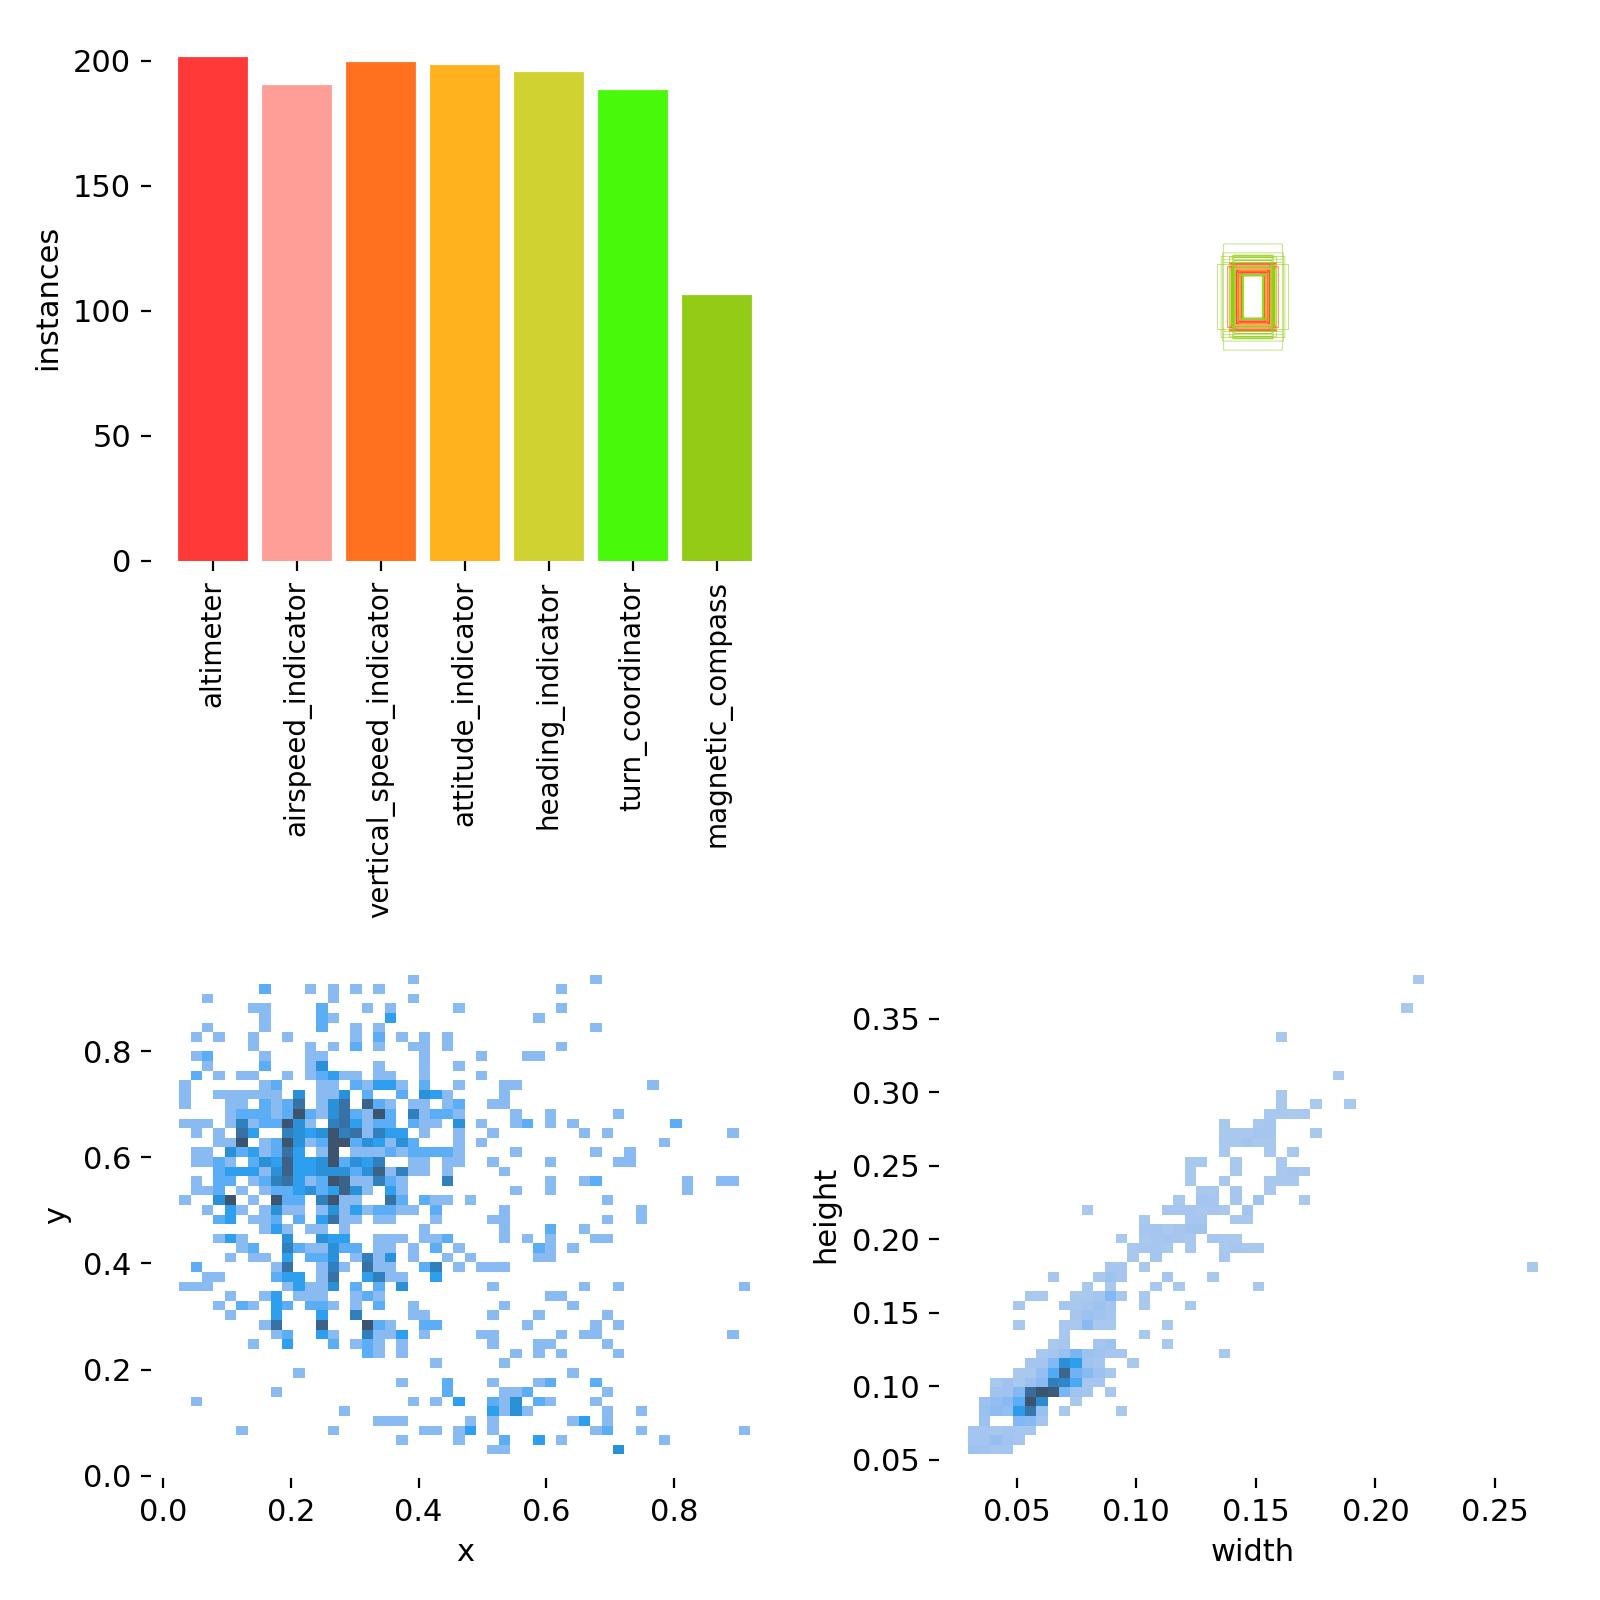 200
150
100
50
0
instances
altimeter
airspeed_indicator
vertical_speed_indicator
attitude_indicator
heading_indicator
turn_coordinator
magnetic_compass
0.8
0.6
0.4
0.2
0.0
y
0.0 0.2 0.4 0.6 0.8
x
0.35
0.30
0.25
0.20
0.15
0.10
0.05
height
0.05 0.10 0.15 0.20 0.25
width